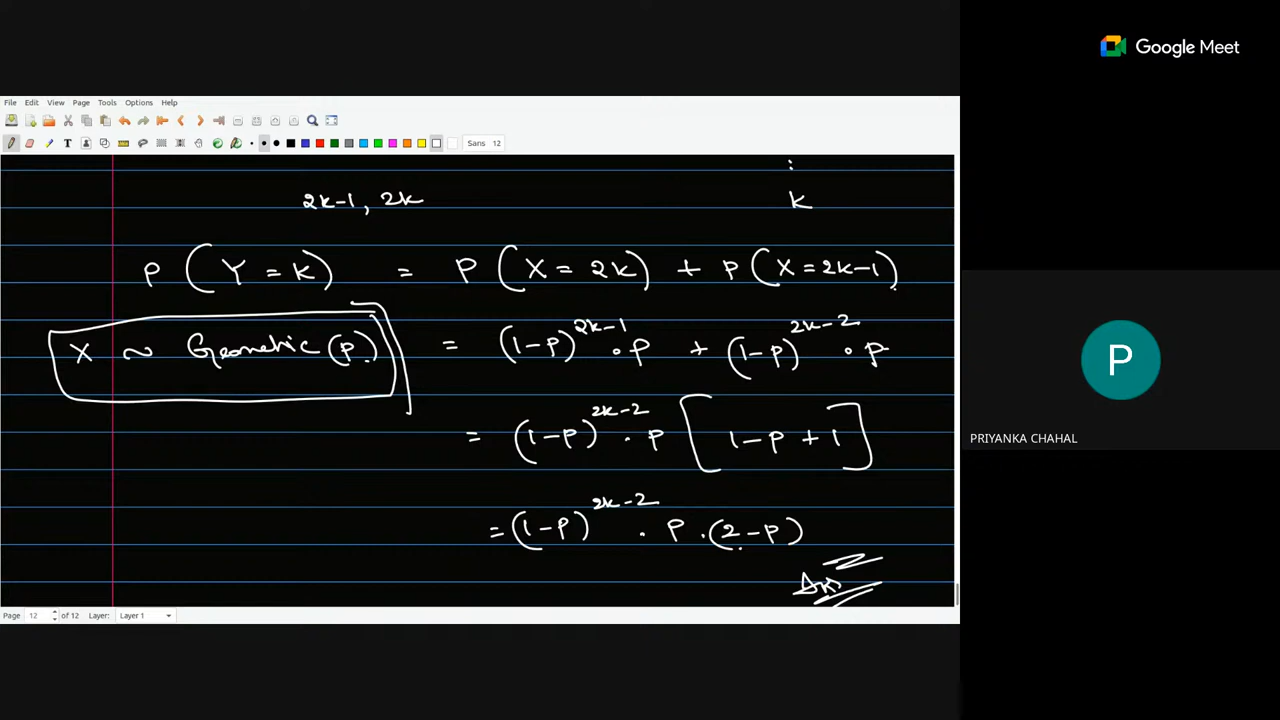 Google Meet
File Edit View Page Tools Options Help
T Sans 12
:
2k-1, 2k k
P(Y=k) = P(X=2k) + P(X=2k-1)
X ~ Geometric (p.) = (1-p)^{2k-1} . p + (1-p)^{2k-2} . p
= (1-p)^{2k-2} . p [1-p+1]
= (1-p)^{2k-2} . p . (2-p)
Ans
P
PRIYANKA CHAHAL
Page 12 of 12 Layer: Layer 1